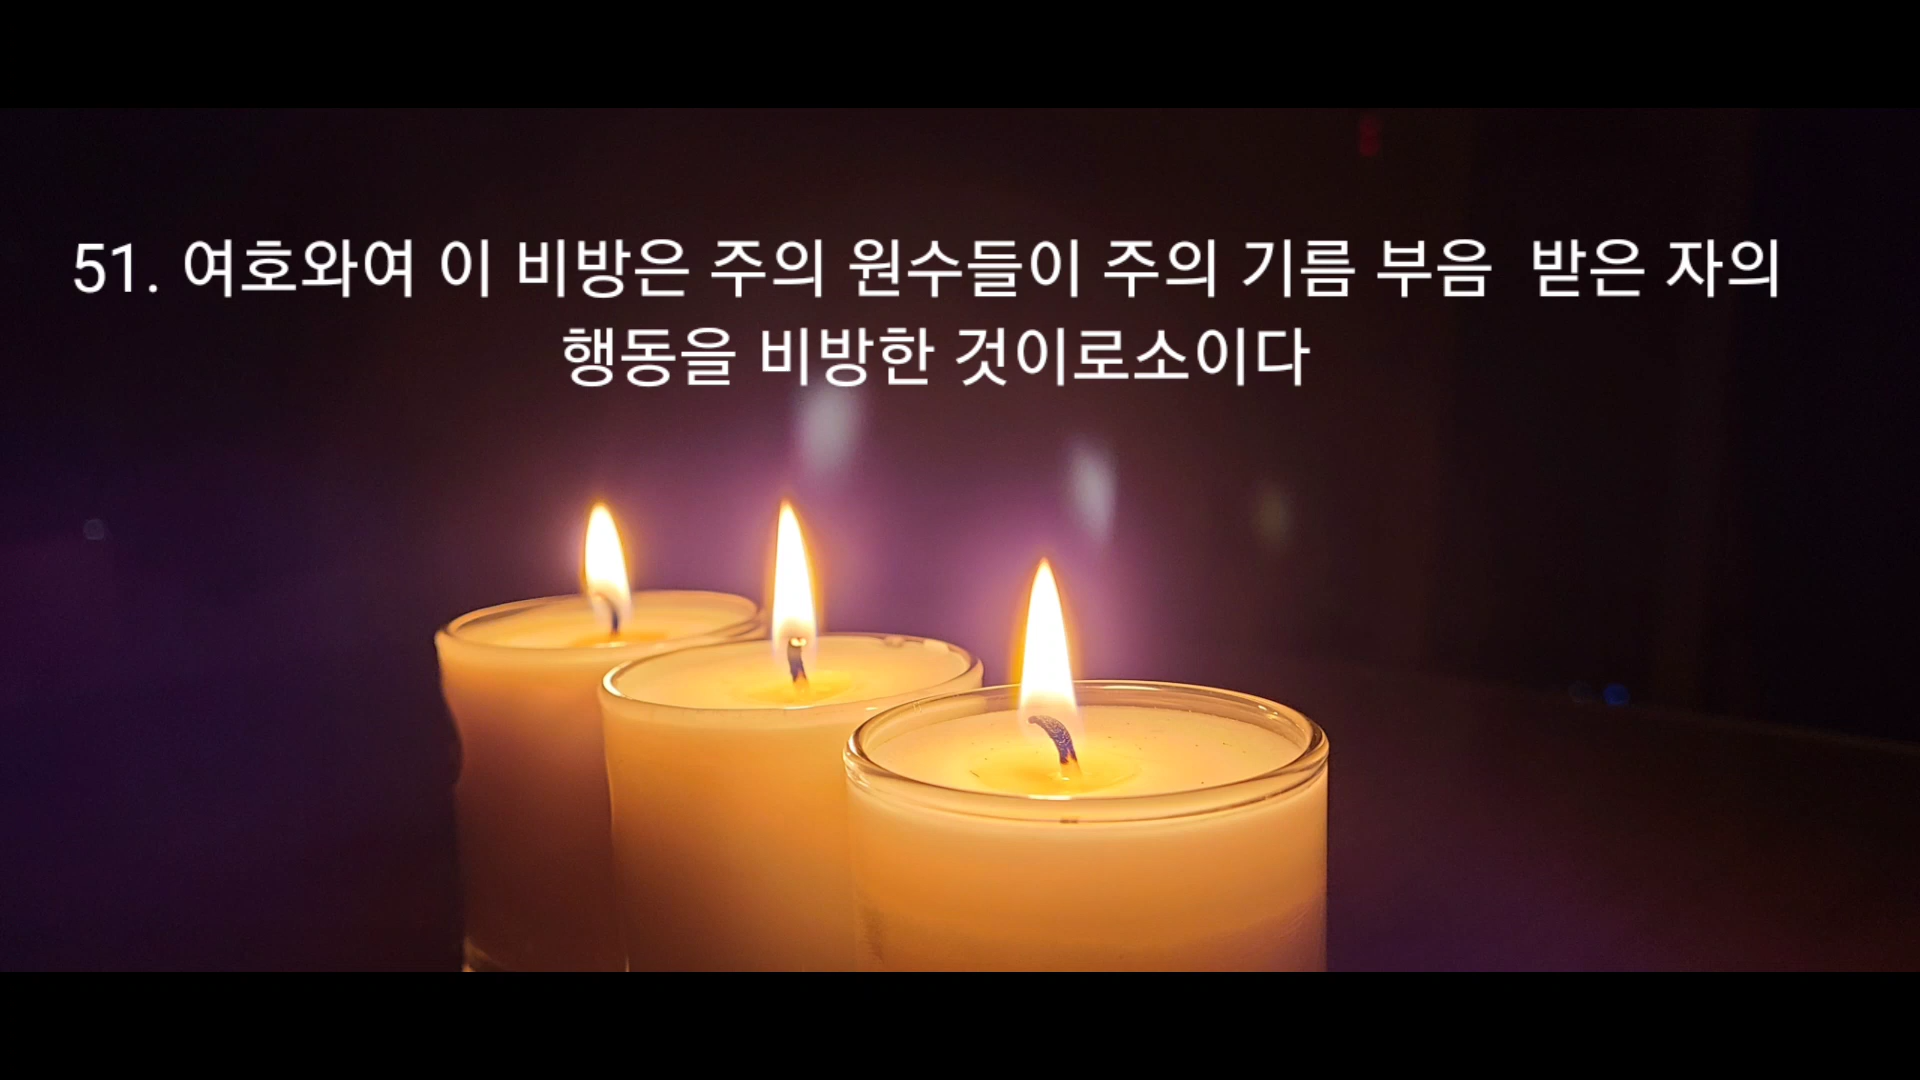 51. 여호와여 이 비방은 주의 원수들이 주의 기름 부음  받은 자의
행동을 비방한 것이로소이다